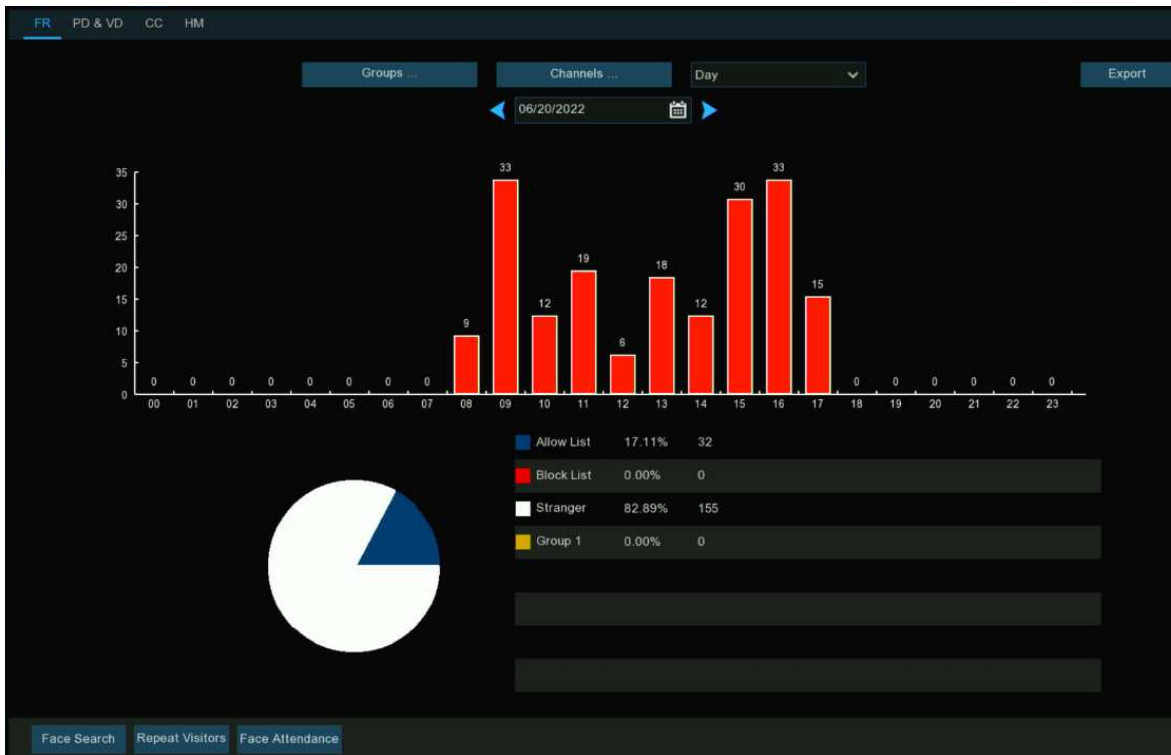 FR PD & VD CC HM
Groups ... Channels ... Day Export
06/20/2022
35
30
25
20
15
10
5
0
0 0 0 0 0 0 0 0 9 33 12 19 6 18 12 30 33 15 0 0 0 0 0 0
00 01 02 03 04 05 06 07 08 09 10 11 12 13 14 15 16 17 18 19 20 21 22 23
Allow List 17.11% 32
Block List 0.00% 0
Stranger 82.89% 155
Group 1 0.00% 0
Face Search Repeat Visitors Face Attendance